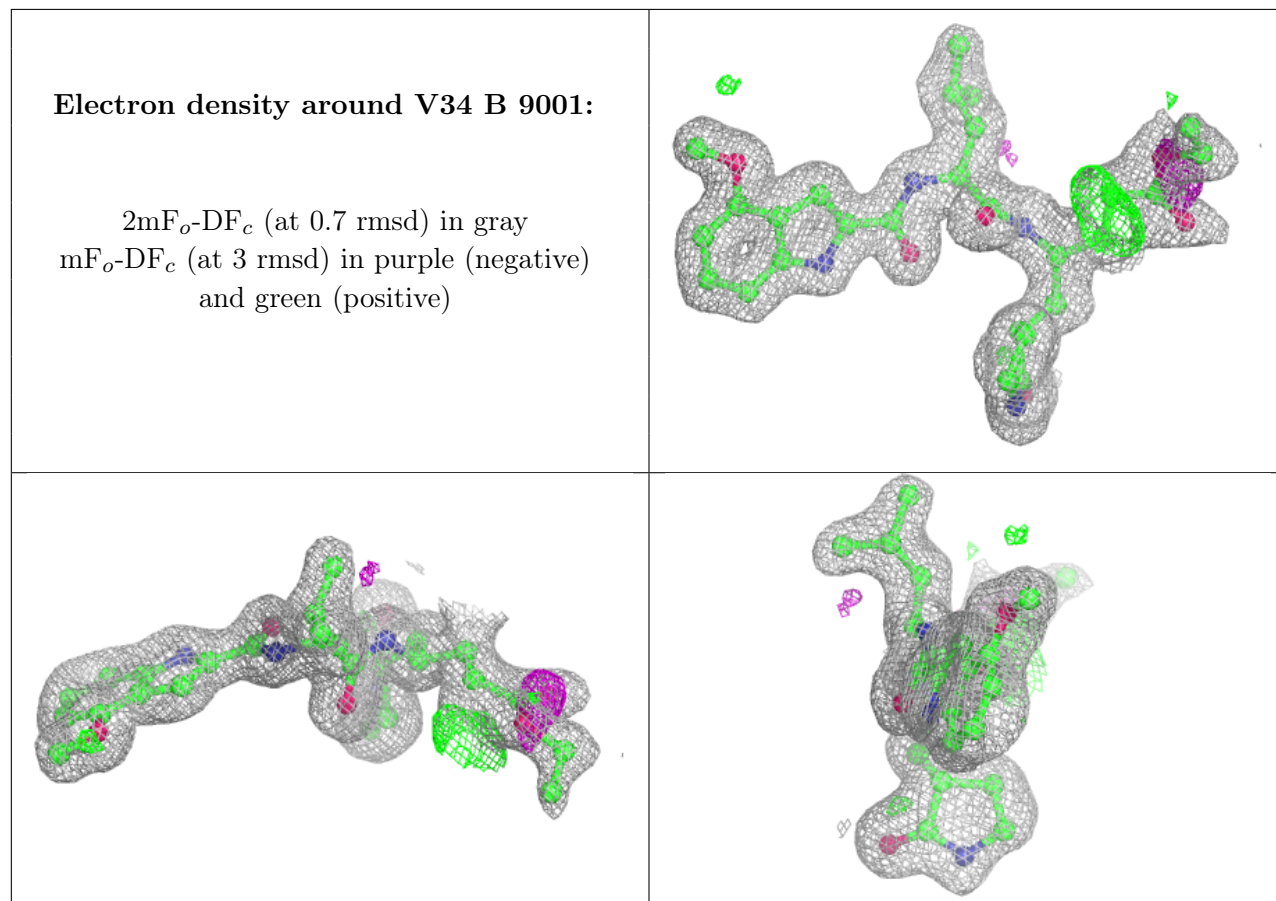 Electron density around V34 B 9001:
2mFo-DFc (at 0.7 rmsd) in gray
mFo-DFc (at 3 rmsd) in purple (negative)
and green (positive)